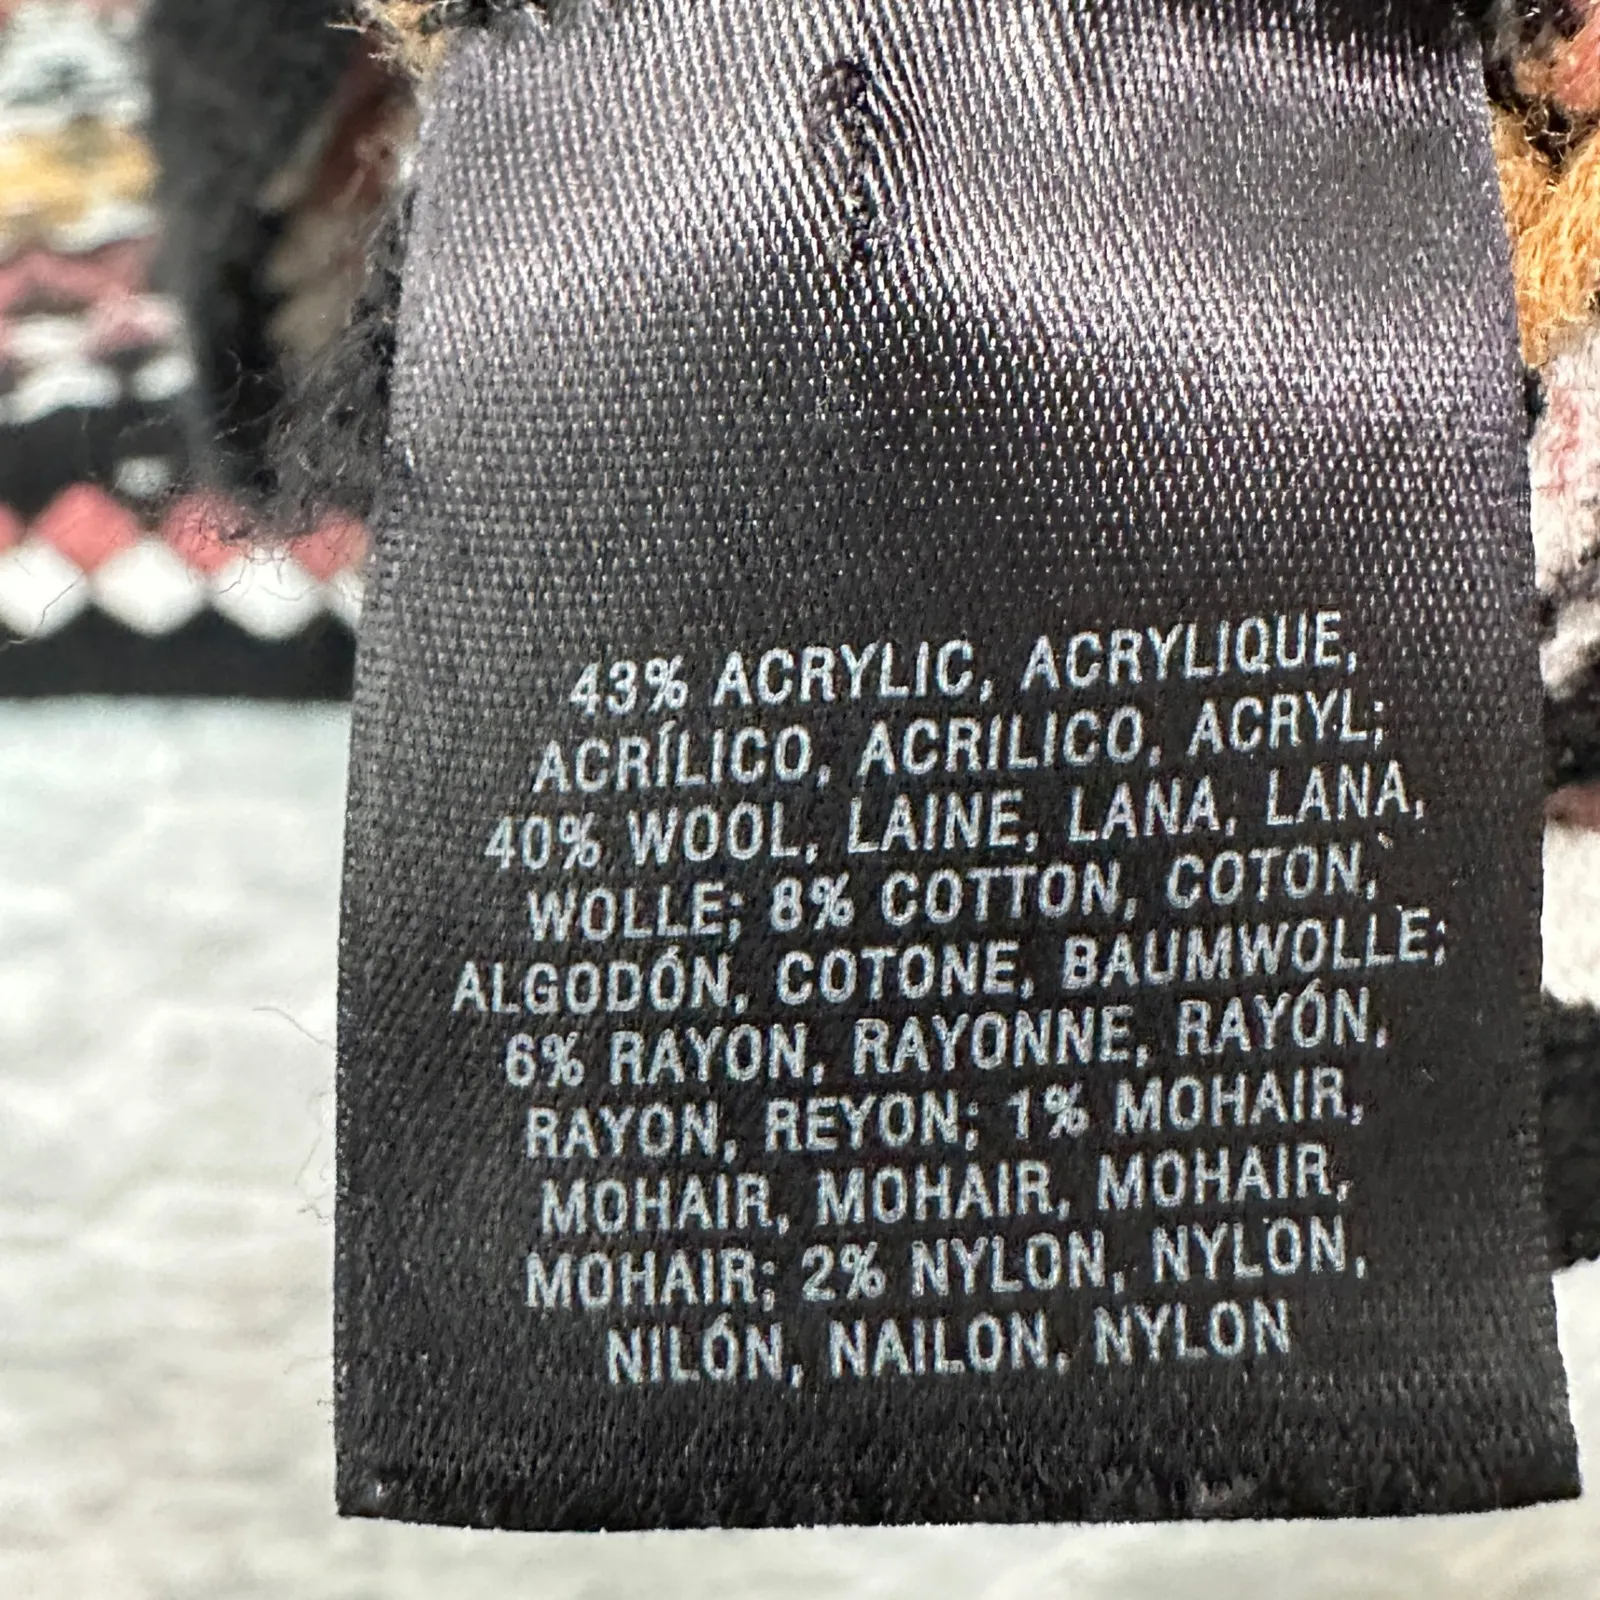 43% ACRYLIC, ACRYLIQUE,
ACRÍLICO, ACRILICO, ACRYL;
40% WOOL, LAINE, LANA, LANA,
WOLLE; 8% COTTON, COTON,
ALGODÓN, COTONE, BAUMWOLLE;
6% RAYON, RAYONNE, RAYÓN,
RAYON, REYON; 1% MOHAIR,
MOHAIR, MOHAIR, MOHAIR,
MOHAIR; 2% NYLON, NYLON,
NILÓN, NAILON, NYLON